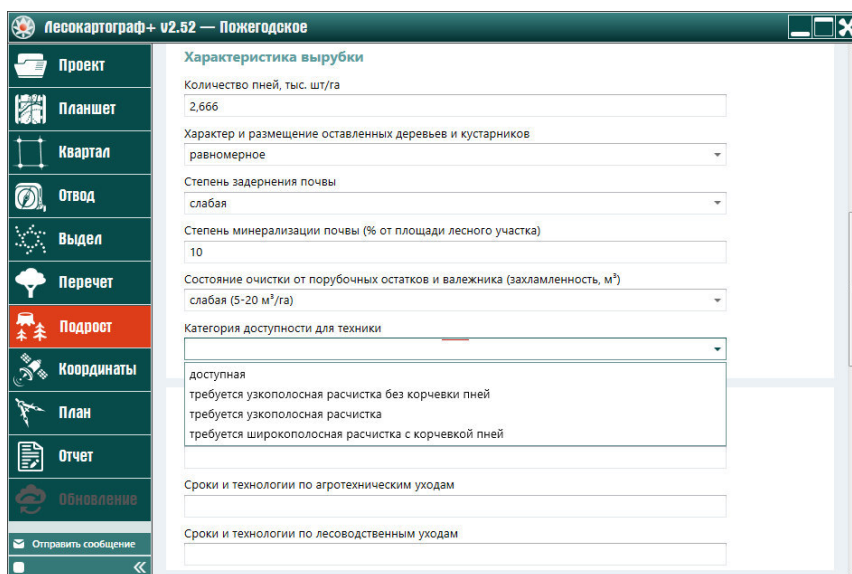 Лесокартограф+ v2.52 — Пожегодское
Проект
Планшет
Квартал
Отвод
Выдел
Перечет
Подрост
Координаты
План
Отчет
Обновление
Отправить сообщение
Характеристика вырубки
Количество пней, тыс. шт/га
2,666
Характер и размещение оставленных деревьев и кустарников
равномерное
Степень задернения почвы
слабая
Степень минерализации почвы (% от площади лесного участка)
10
Состояние очистки от порубочных остатков и валежника (захламленность, м³)
слабая (5-20 м³/га)
Категория доступности для техники
доступная
требуется узкополосная расчистка без корчевки пней
требуется узкополосная расчистка
требуется широкополосная расчистка с корчевкой пней
Сроки и технологии по агротехническим уходам
Сроки и технологии по лесоводственным уходам